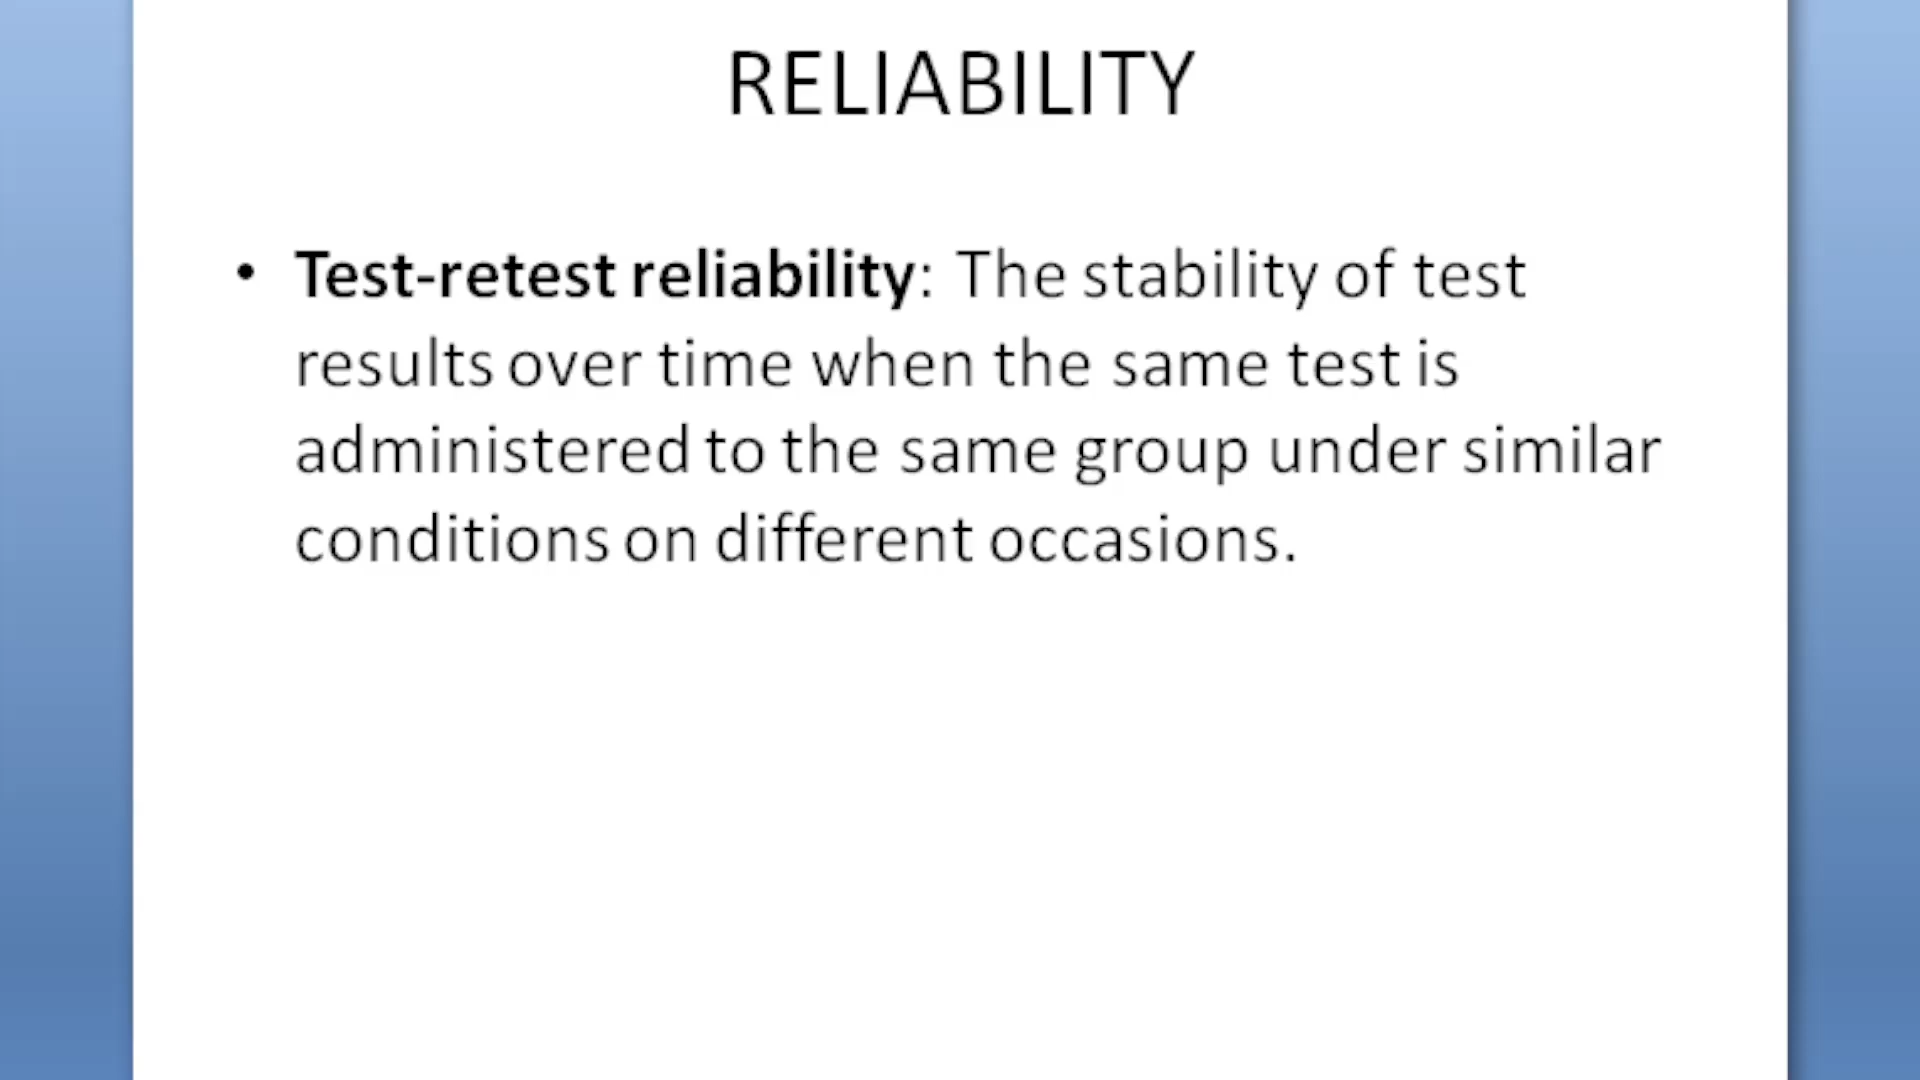 RELIABILITY
• Test-retest reliability: The stability of test
results over time when the same test is
administered to the same group under similar
conditions on different occasions.